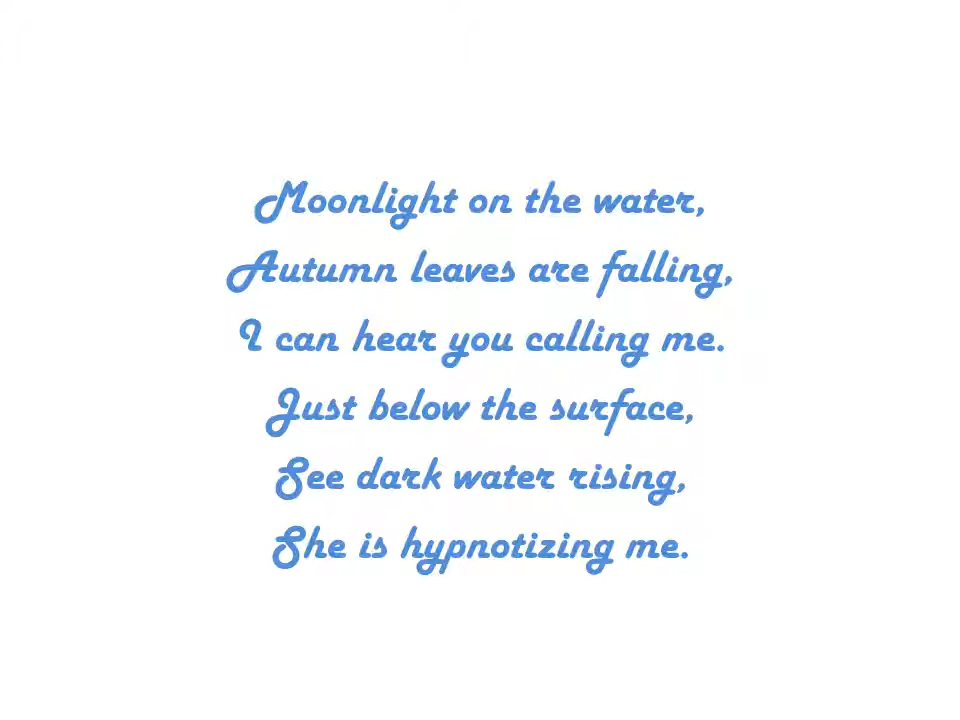 Moonlight on the water,
Autumn leaves are falling,
I can hear you calling me.
Just below the surface,
See dark water rising,
She is hypnotizing me.